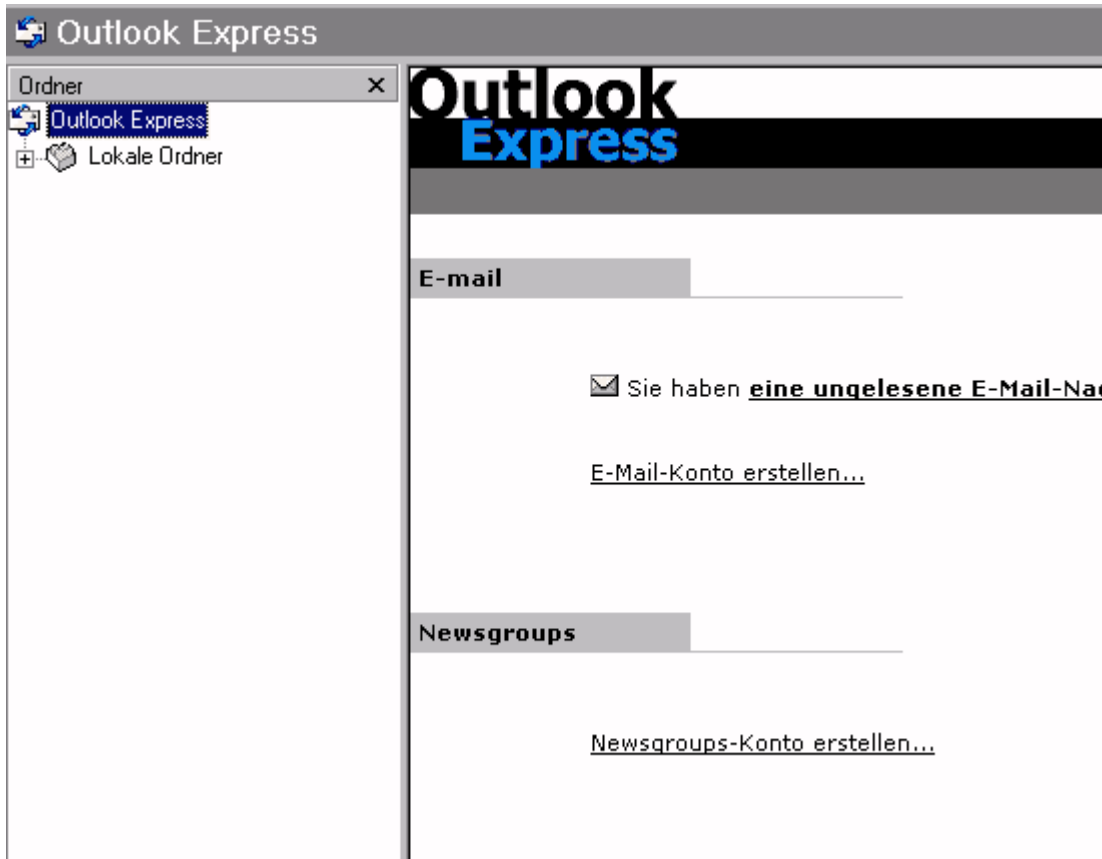 Outlook Express
Ordner
Outlook Express
Lokale Ordner
Outlook
Express
E-mail
Sie haben eine ungelesene E-Mail-
E-Mail-Konto erstellen...
Newsgroups
Newsgroups-Konto erstellen...